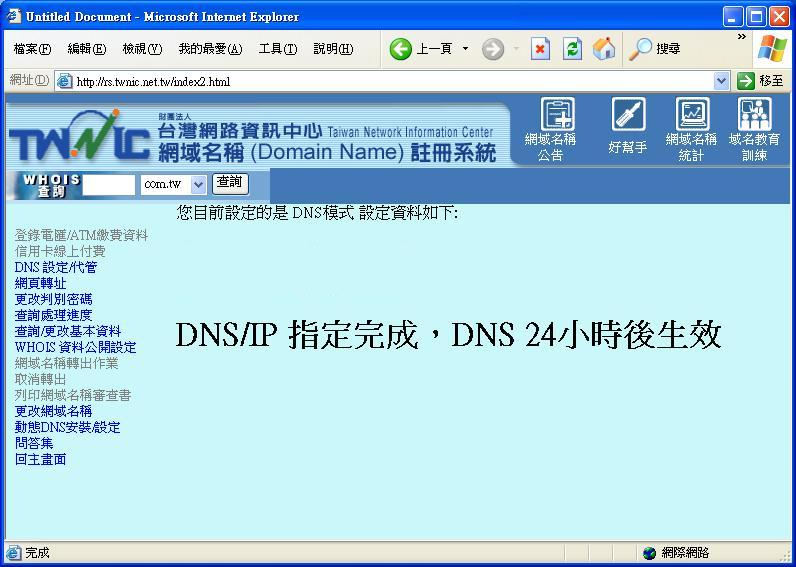 Untitled Document - Microsoft Internet Explorer
檔案(F) 編輯(E) 檢視(V) 我的最愛(A) 工具(T) 說明(H) 上一頁 搜尋 »
網址(D) http://rs.twnic.net.tw/index2.html 移至
TWNIC
財團法人
台灣網路資訊中心 Taiwan Network Information Center
網域名稱 (Domain Name) 註冊系統
網域名稱
公告
好幫手
網域名稱
統計
域名教育
訓練
WHOIS
查詢
com.tw 查詢
您目前設定的是 DNS模式 設定資料如下:
登錄電匯/ATM繳費資料
信用卡線上付費
DNS 設定/代管
網頁轉址
更改判別密碼
查詢處理進度
查詢/更改基本資料
WHOIS 資料公開設定
網域名稱轉出作業
取消轉出
列印網域名稱審查書
更改網域名稱
動態DNS安裝/設定
問答集
回主畫面
DNS/IP 指定完成，DNS 24小時後生效
完成 網際網路